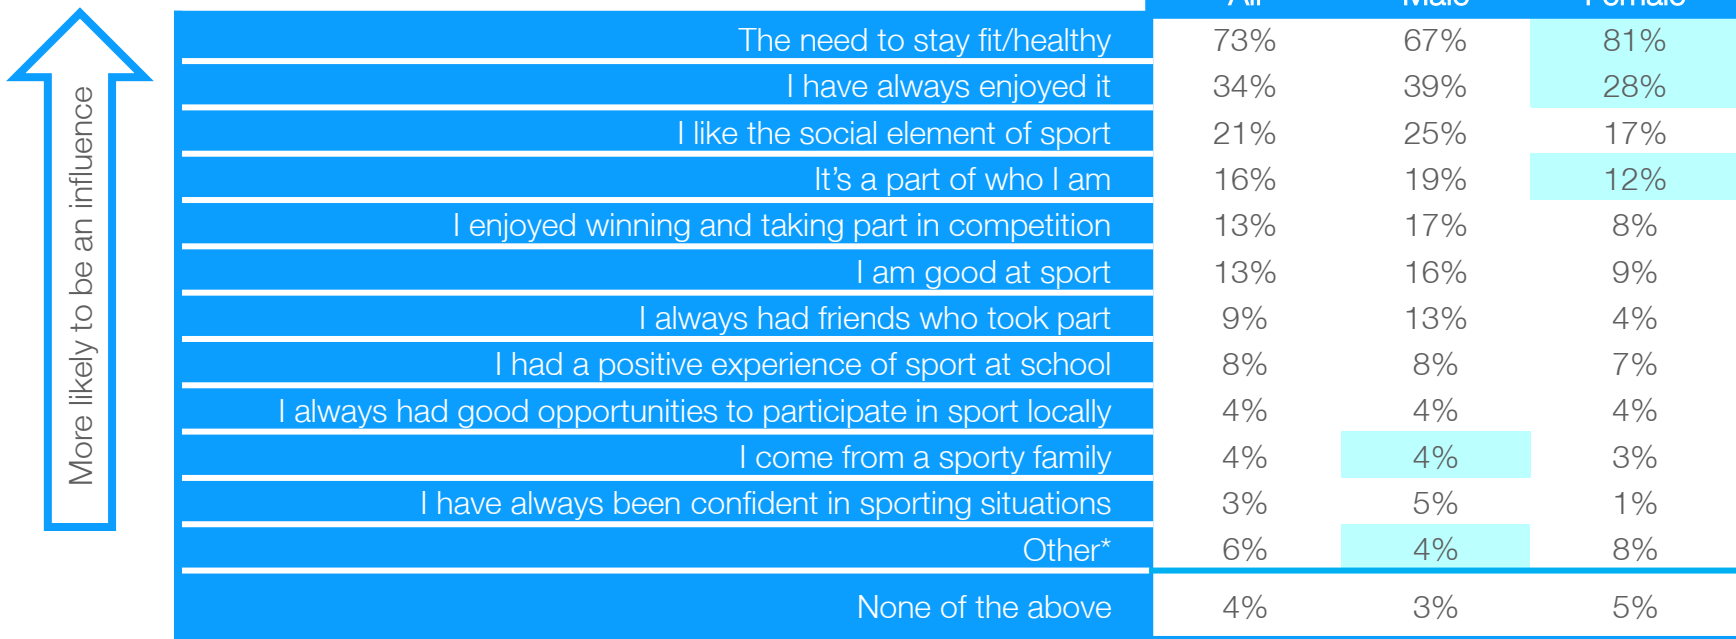 All Male Female
The need to stay fit/healthy 73% 67% 81%
I have always enjoyed it 34% 39% 28%
I like the social element of sport 21% 25% 17%
It’s a part of who I am 16% 19% 12%
I enjoyed winning and taking part in competition 13% 17% 8%
I am good at sport 13% 16% 9%
I always had friends who took part 9% 13% 4%
I had a positive experience of sport at school 8% 8% 7%
I always had good opportunities to participate in sport locally 4% 4% 4%
I come from a sporty family 4% 4% 3%
I have always been confident in sporting situations 3% 5% 1%
Other* 6% 4% 8%
None of the above 4% 3% 5%
More likely to be an influence